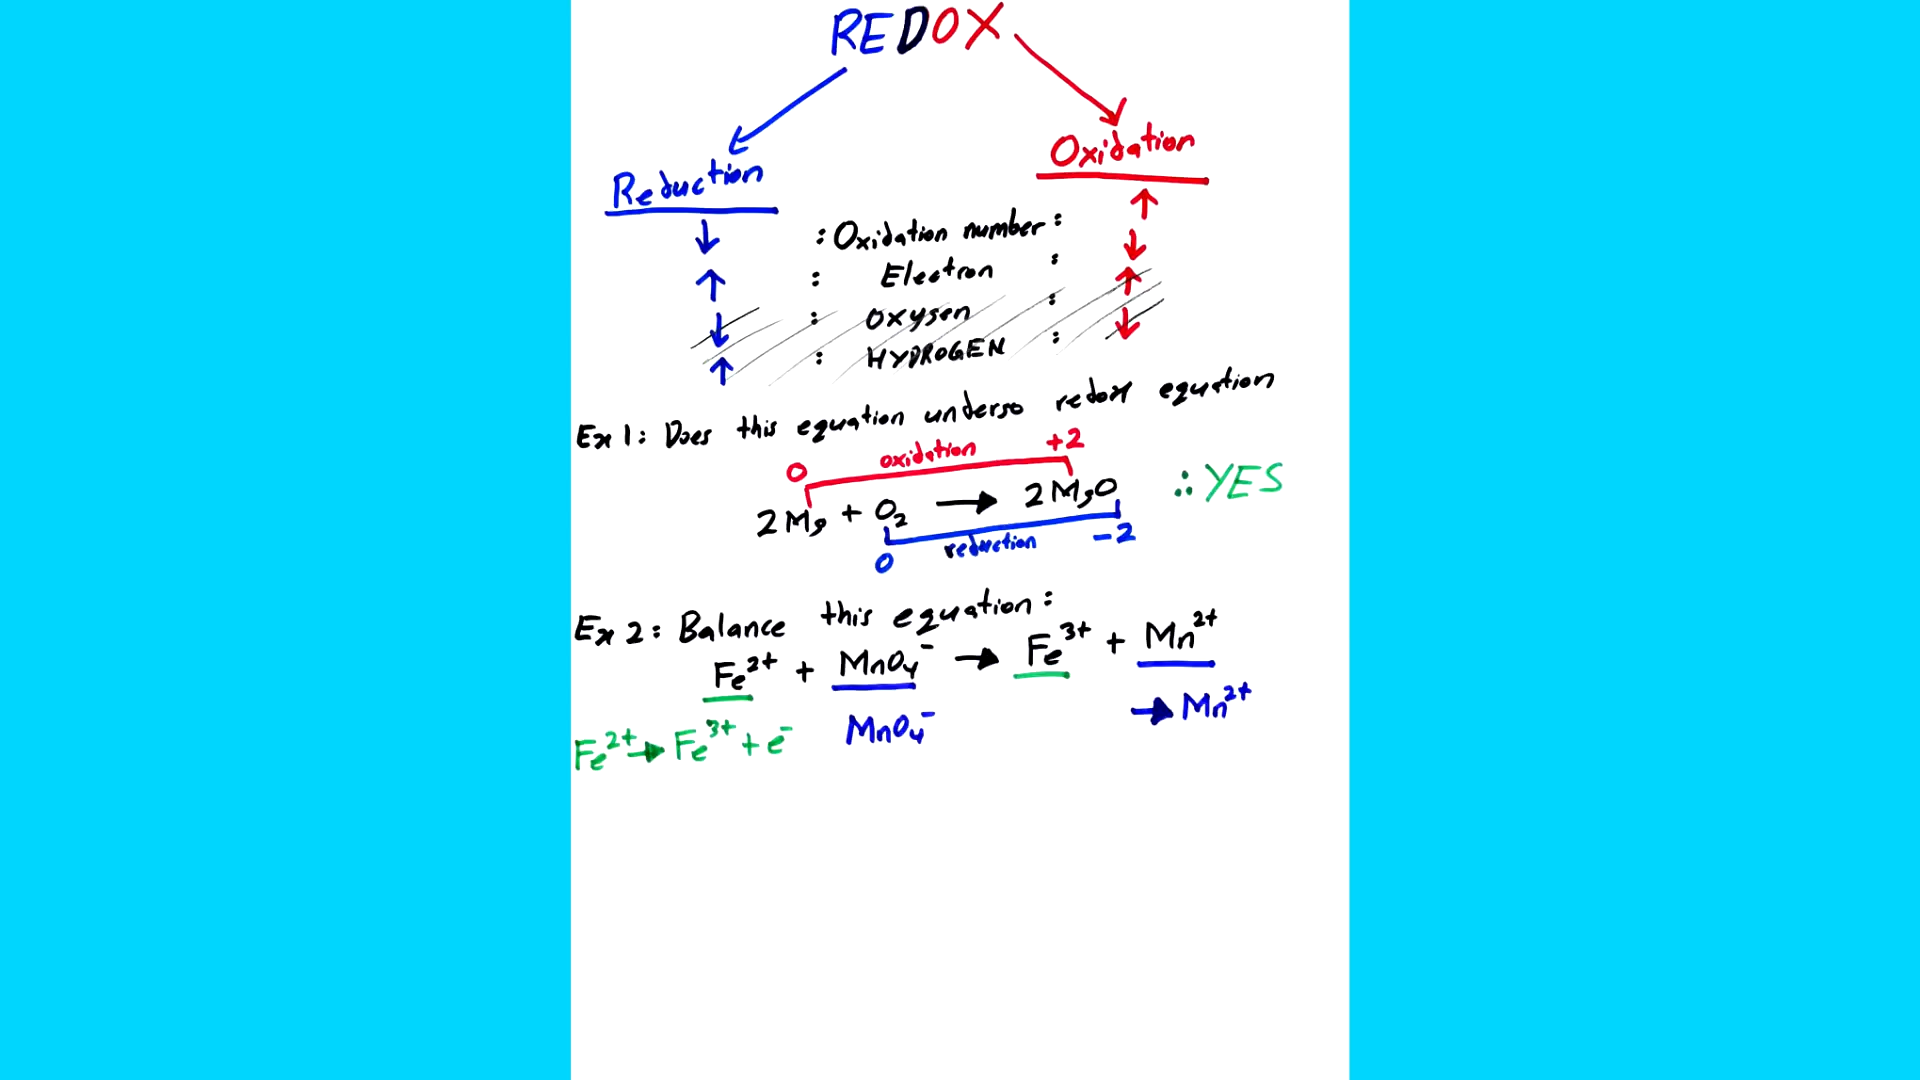 REDOX
Reduction
Oxidation
↓ : Oxidation number : ↑
↑ : Electron : ↓
↓ : Oxysen : ↑
↑ : HYDROGEN : ↓
Ex 1: Does this equation underso redox equation
0 oxidation +2
2Mg + O₂ → 2MgO ∴ YES
0 reduction -2
Ex 2: Balance this equation:
Fe²⁺ + MnO₄⁻ → Fe³⁺ + Mn²⁺
MnO₄⁻ → Mn²⁺
Fe²⁺ → Fe³⁺ + e⁻